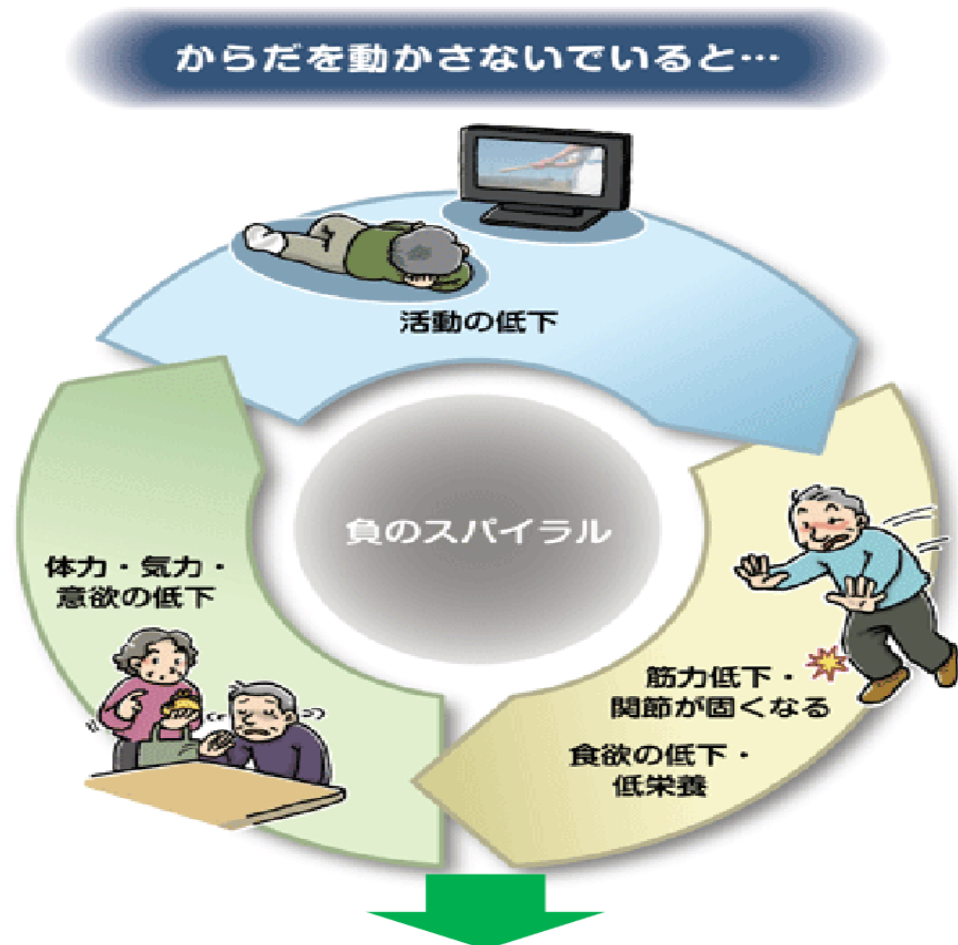 からだを動かさないでいると…
活動の低下
負のスパイラル
体力・気力・
意欲の低下
筋力低下・
関節が固くなる
食欲の低下・
低栄養